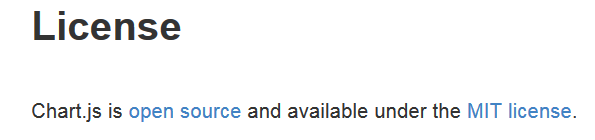 License
Chart.js is open source and available under the MIT license.